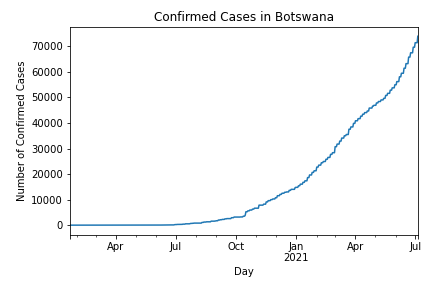 Confirmed Cases in Botswana
Number of Confirmed Cases
70000
60000
50000
40000
30000
20000
10000
0
Apr Jul Oct Jan Apr Jul
2021
Day